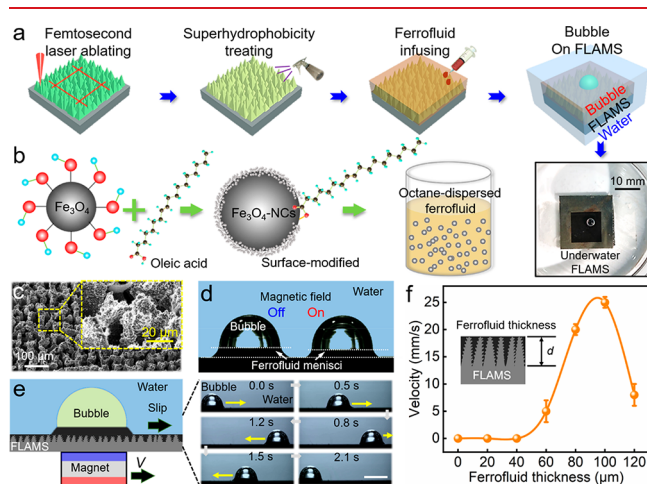 a
Femtosecond
laser ablating
Superhydrophobicity
treating
Ferrofluid
infusing
Bubble
On FLAMS
Bubble
FLAMS
Water
b
Fe3O4
Oleic acid
Fe3O4-NCs
Surface-modified
Octane-dispersed
ferrofluid
10 mm
Underwater
FLAMS
c
20 µm
100 µm
d
Magnetic field
Water
Off
On
Bubble
Ferrofluid menisci
e
Water
Bubble
Slip
FLAMS
Magnet
V
Bubble
0.0 s
Water
0.5 s
1.2 s
0.8 s
1.5 s
2.1 s
f
Velocity (mm/s)
25
20
15
10
5
0
Ferrofluid thickness
d
FLAMS
0 20 40 60 80 100 120
Ferrofluid thickness (µm)